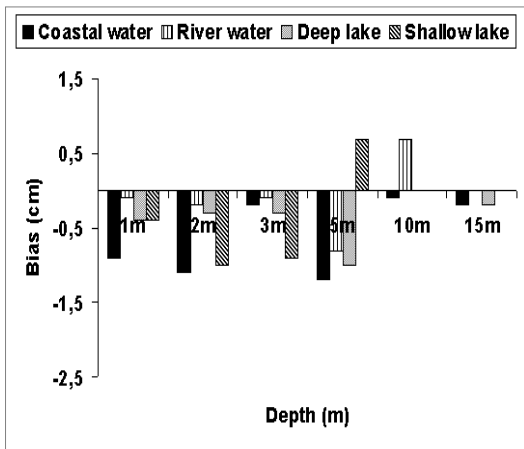 Coastal water River water Deep lake Shallow lake
1,5
0,5
-0,5
-1,5
-2,5
Bias (cm)
1m 2m 3m 5m 10m 15m
Depth (m)